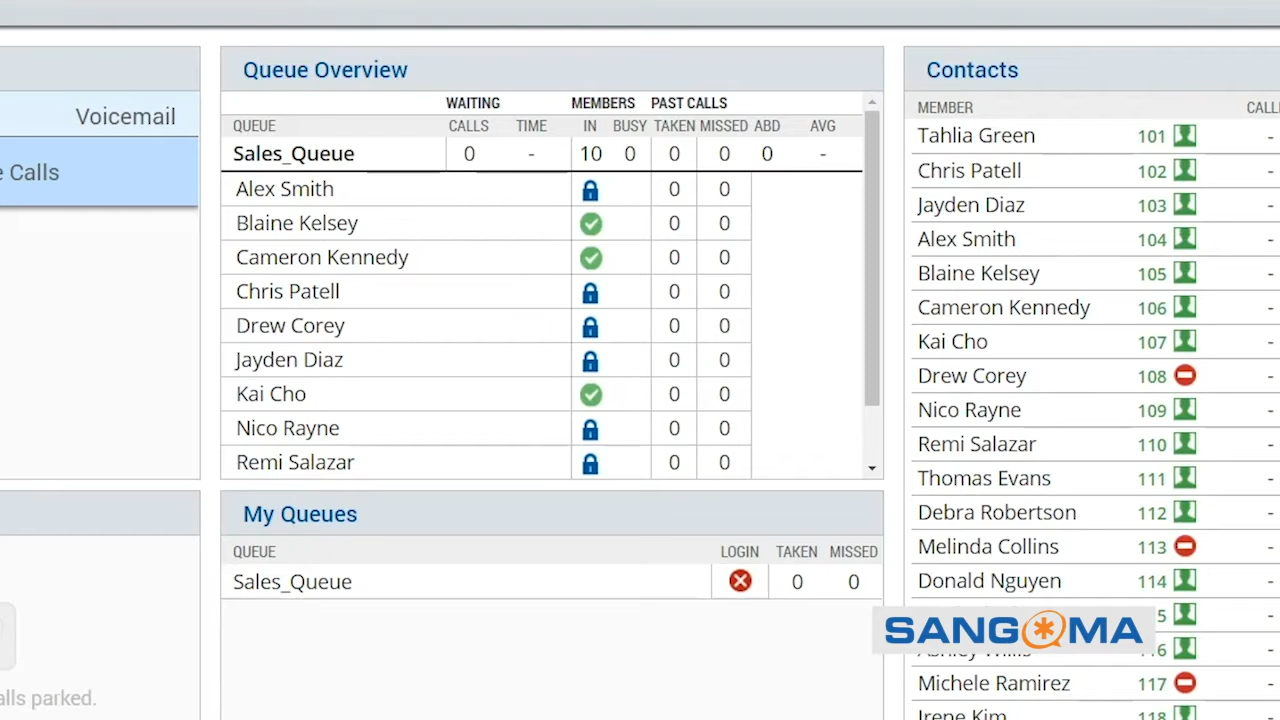 Voicemail
e Calls
alls parked.
Queue Overview
WAITING MEMBERS PAST CALLS
QUEUE CALLS TIME IN BUSY TAKEN MISSED ABD AVG
Sales_Queue 0 - 10 0 0 0 0 -
Alex Smith 0 0
Blaine Kelsey 0 0
Cameron Kennedy 0 0
Chris Patell 0 0
Drew Corey 0 0
Jayden Diaz 0 0
Kai Cho 0 0
Nico Rayne 0 0
Remi Salazar 0 0
My Queues
QUEUE LOGIN TAKEN MISSED
Sales_Queue 0 0
Contacts
MEMBER CALL
Tahlia Green 101 -
Chris Patell 102 -
Jayden Diaz 103 -
Alex Smith 104 -
Blaine Kelsey 105 -
Cameron Kennedy 106 -
Kai Cho 107 -
Drew Corey 108 -
Nico Rayne 109 -
Remi Salazar 110 -
Thomas Evans 111 -
Debra Robertson 112 -
Melinda Collins 113 -
Donald Nguyen 114 -
5 -
SANGOMA
6 -
Michele Ramirez 117 -
Irene Kim 118 -